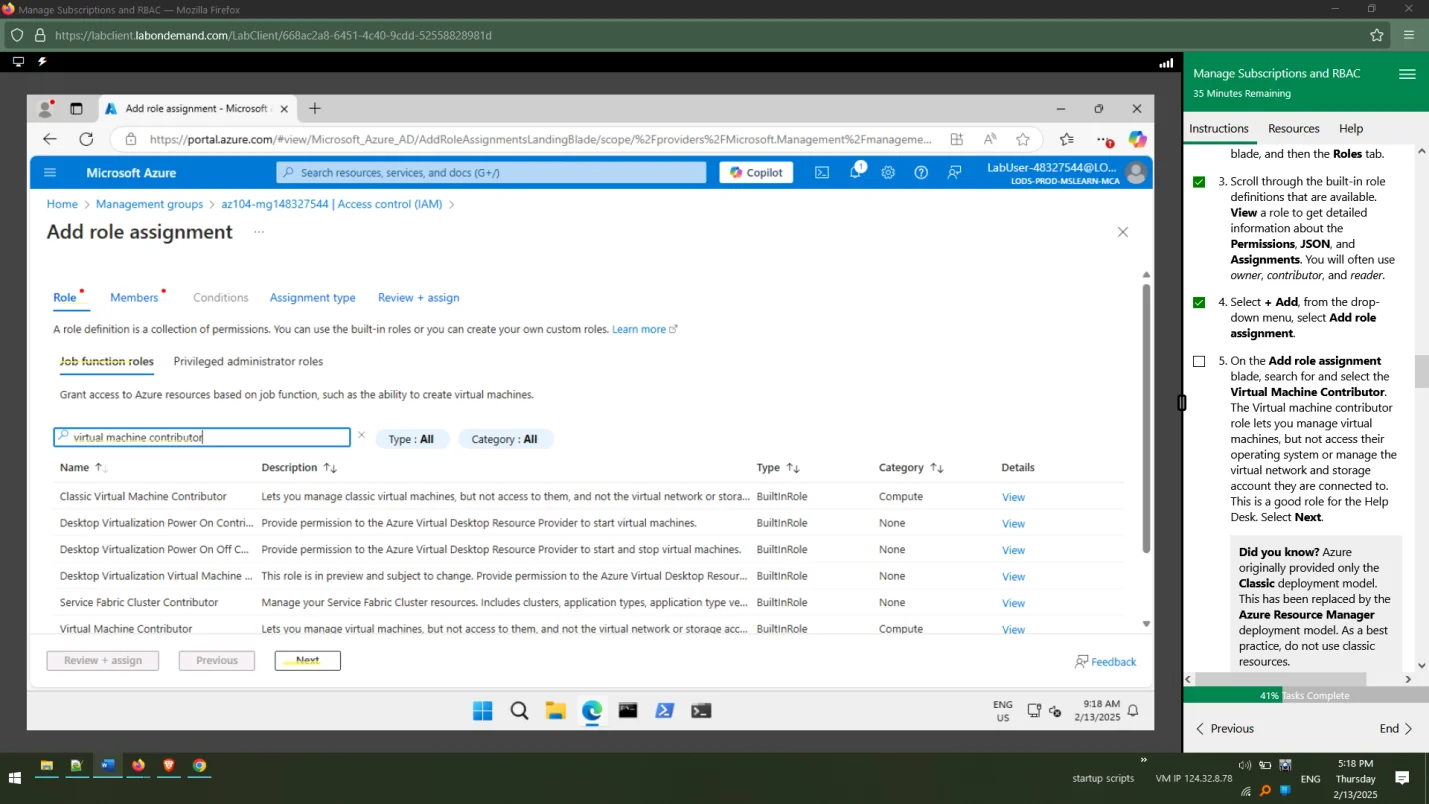 Manage Subscriptions and RBAC — Mozilla Firefox
https://labclient.labondemand.com/LabClient/668ac2a8-6451-4c40-9cdd-52558828981d
Manage Subscriptions and RBAC
35 Minutes Remaining
Instructions Resources Help
Add role assignment - Microsoft
https://portal.azure.com/#view/Microsoft_Azure_AD/AddRoleAssignmentsLandingBlade/scope/%2Fproviders%2FMicrosoft.Management%2Fmanageme...
Microsoft Azure
Search resources, services, and docs (G+/)
Copilot
1
LabUser-48327544@LO...
LODS-PROD-MSLEARN-MCA
Home > Management groups > az104-mg148327544 | Access control (IAM) >
Add role assignment ...
Role Members Conditions Assignment type Review + assign
A role definition is a collection of permissions. You can use the built-in roles or you can create your own custom roles. Learn more
Job function roles Privileged administrator roles
Grant access to Azure resources based on job function, such as the ability to create virtual machines.
virtual machine contributor
Type : All Category : All
Name Description Type Category Details
Classic Virtual Machine Contributor Lets you manage classic virtual machines, but not access to them, and not the virtual network or stora... BuiltInRole Compute View
Desktop Virtualization Power On Contri... Provide permission to the Azure Virtual Desktop Resource Provider to start virtual machines. BuiltInRole None View
Desktop Virtualization Power On Off C... Provide permission to the Azure Virtual Desktop Resource Provider to start and stop virtual machines. BuiltInRole None View
Desktop Virtualization Virtual Machine ... This role is in preview and subject to change. Provide permission to the Azure Virtual Desktop Resour... BuiltInRole None View
Service Fabric Cluster Contributor Manage your Service Fabric Cluster resources. Includes clusters, application types, application type ve... BuiltInRole None View
Virtual Machine Contributor Lets you manage virtual machines, but not access to them, and not the virtual network or storage acc... BuiltInRole Compute View
Review + assign Previous Next Feedback
ENG
US
9:18 AM
2/13/2025
blade, and then the Roles tab.
3. Scroll through the built-in role
definitions that are available.
View a role to get detailed
information about the
Permissions, JSON, and
Assignments. You will often use
owner, contributor, and reader.
4. Select + Add, from the drop-
down menu, select Add role
assignment.
5. On the Add role assignment
blade, search for and select the
Virtual Machine Contributor.
The Virtual machine contributor
role lets you manage virtual
machines, but not access their
operating system or manage the
virtual network and storage
account they are connected to.
This is a good role for the Help
Desk. Select Next.
Did you know? Azure
originally provided only the
Classic deployment model.
This has been replaced by the
Azure Resource Manager
deployment model. As a best
practice, do not use classic
resources.
41% Tasks Complete
Previous End
startup scripts
VM IP 124.32.8.78
ENG
5:18 PM
Thursday
2/13/2025